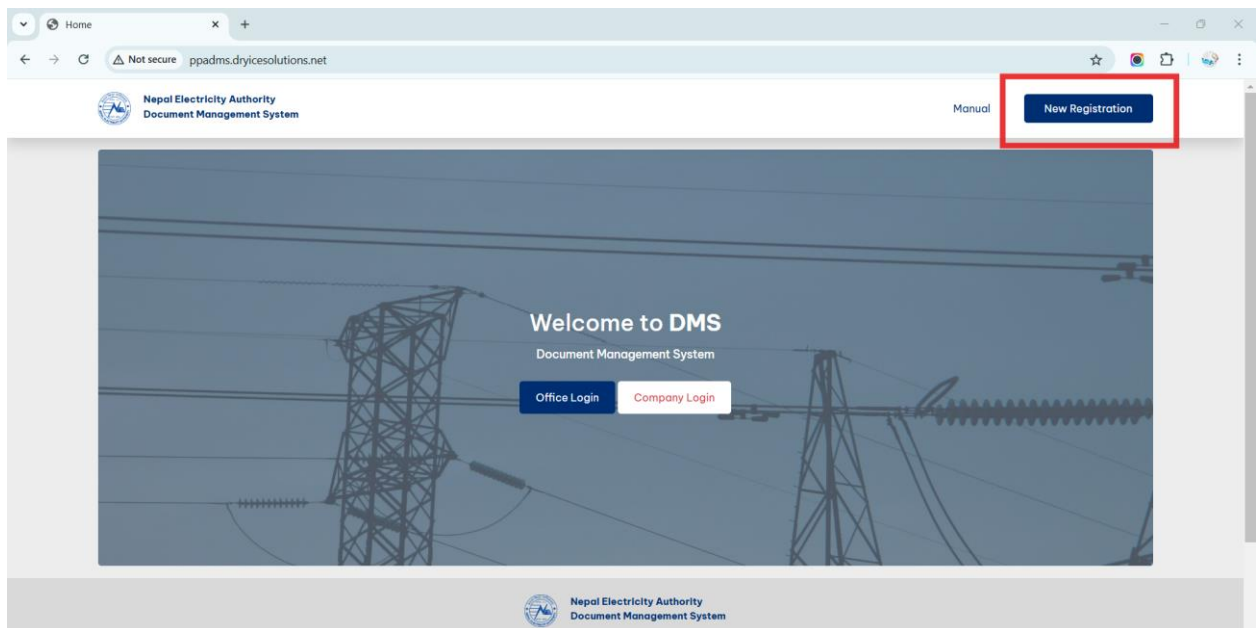 Home
Not secure ppadms.dryicesolutions.net
Nepal Electricity Authority
Document Management System
Manual
New Registration
Welcome to DMS
Document Management System
Office Login
Company Login
Nepal Electricity Authority
Document Management System